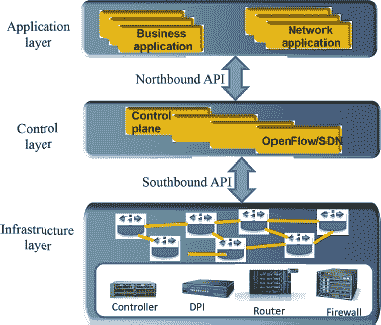 Application
layer
Business
application
Network
application
Northbound API
Control
layer
Control
plane
OpenFlow/SDN
Southbound API
Infrastructure
layer
Controller
DPI
Router
Firewall